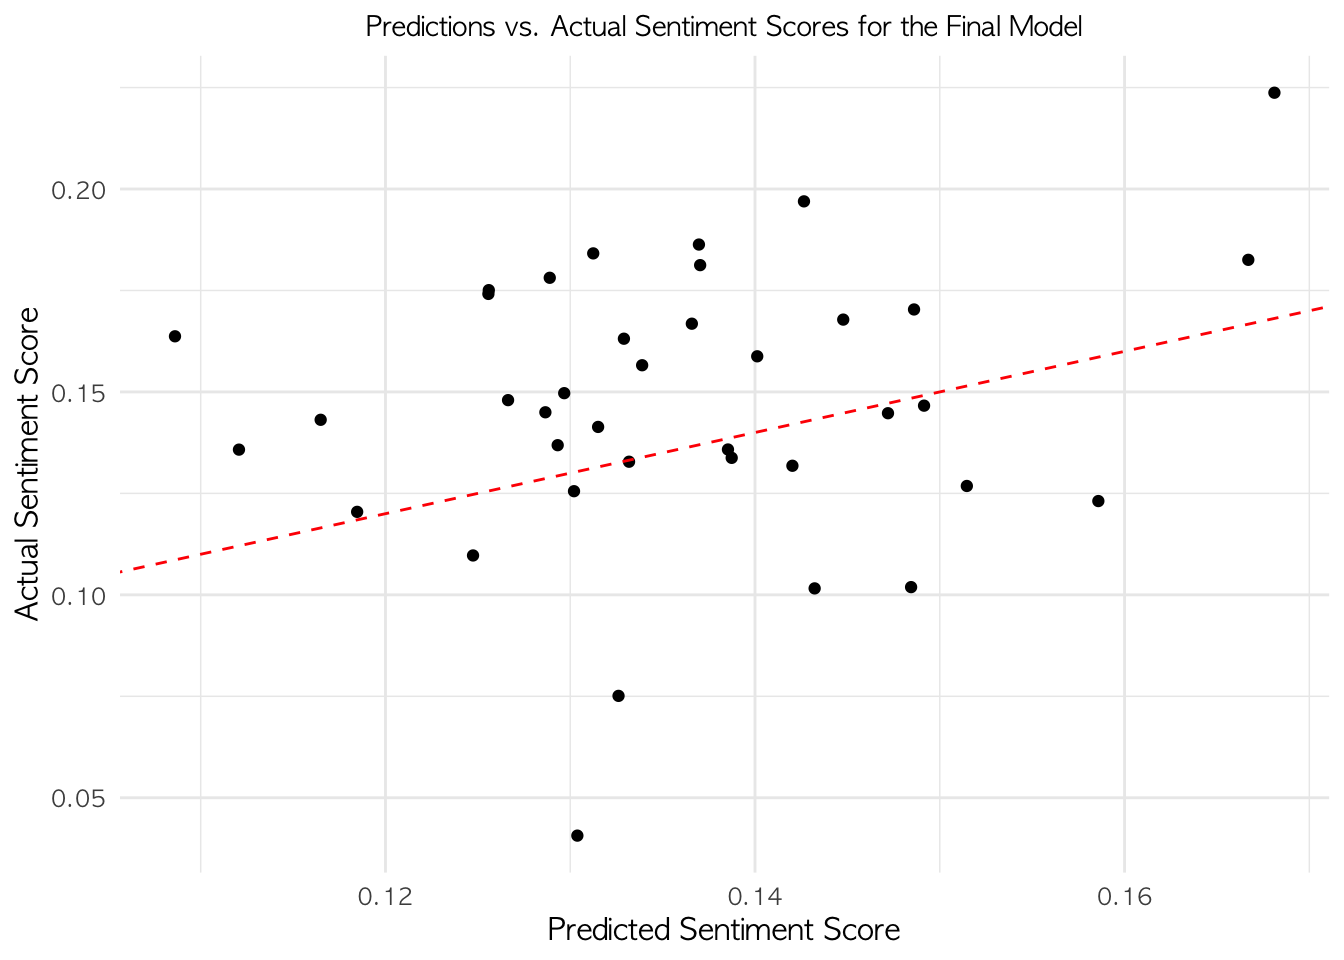 Predictions vs. Actual Sentiment Scores for the Final Model
Actual Sentiment Score
0.20
0.15
0.10
0.05
0.12
0.14
0.16
Predicted Sentiment Score